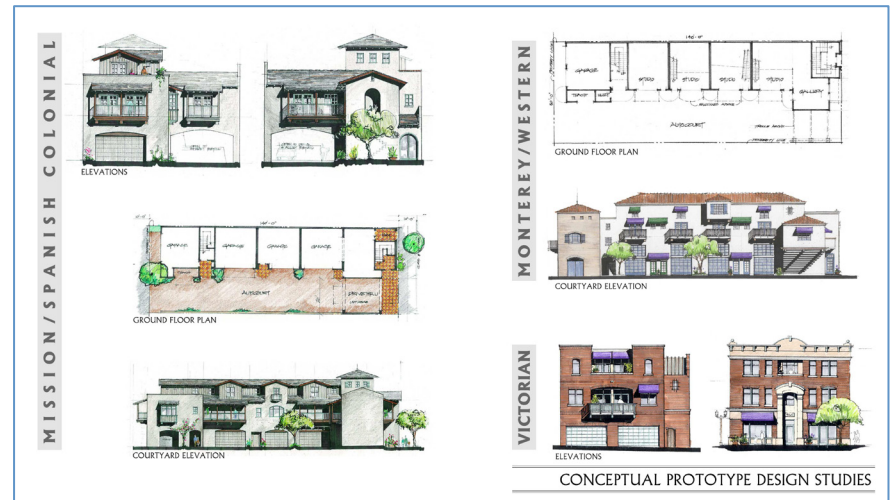 MISSION/SPANISH COLONIAL
ELEVATIONS
GARAGE
GARAGE
GARAGE
GARAGE
AUTOCOURT
GROUND FLOOR PLAN
COURTYARD ELEVATION
MONTEREY/WESTERN
GARAGE
STUDIO
STUDIO
STUDIO
STUDIO
GALLERY
AUTOCOURT
GROUND FLOOR PLAN
COURTYARD ELEVATION
VICTORIAN
ELEVATIONS
CONCEPTUAL PROTOTYPE DESIGN STUDIES